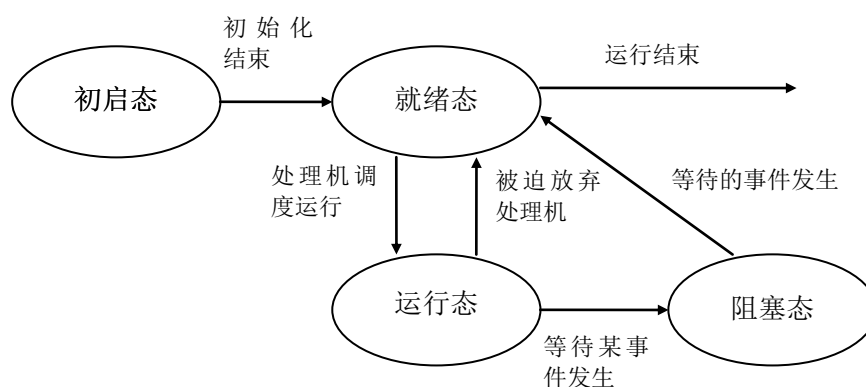 初始化
结束
运行结束
初启态
就绪态
处理机调
度运行
被迫放弃
处理机
等待的事件发生
运行态
阻塞态
等待某事
件发生